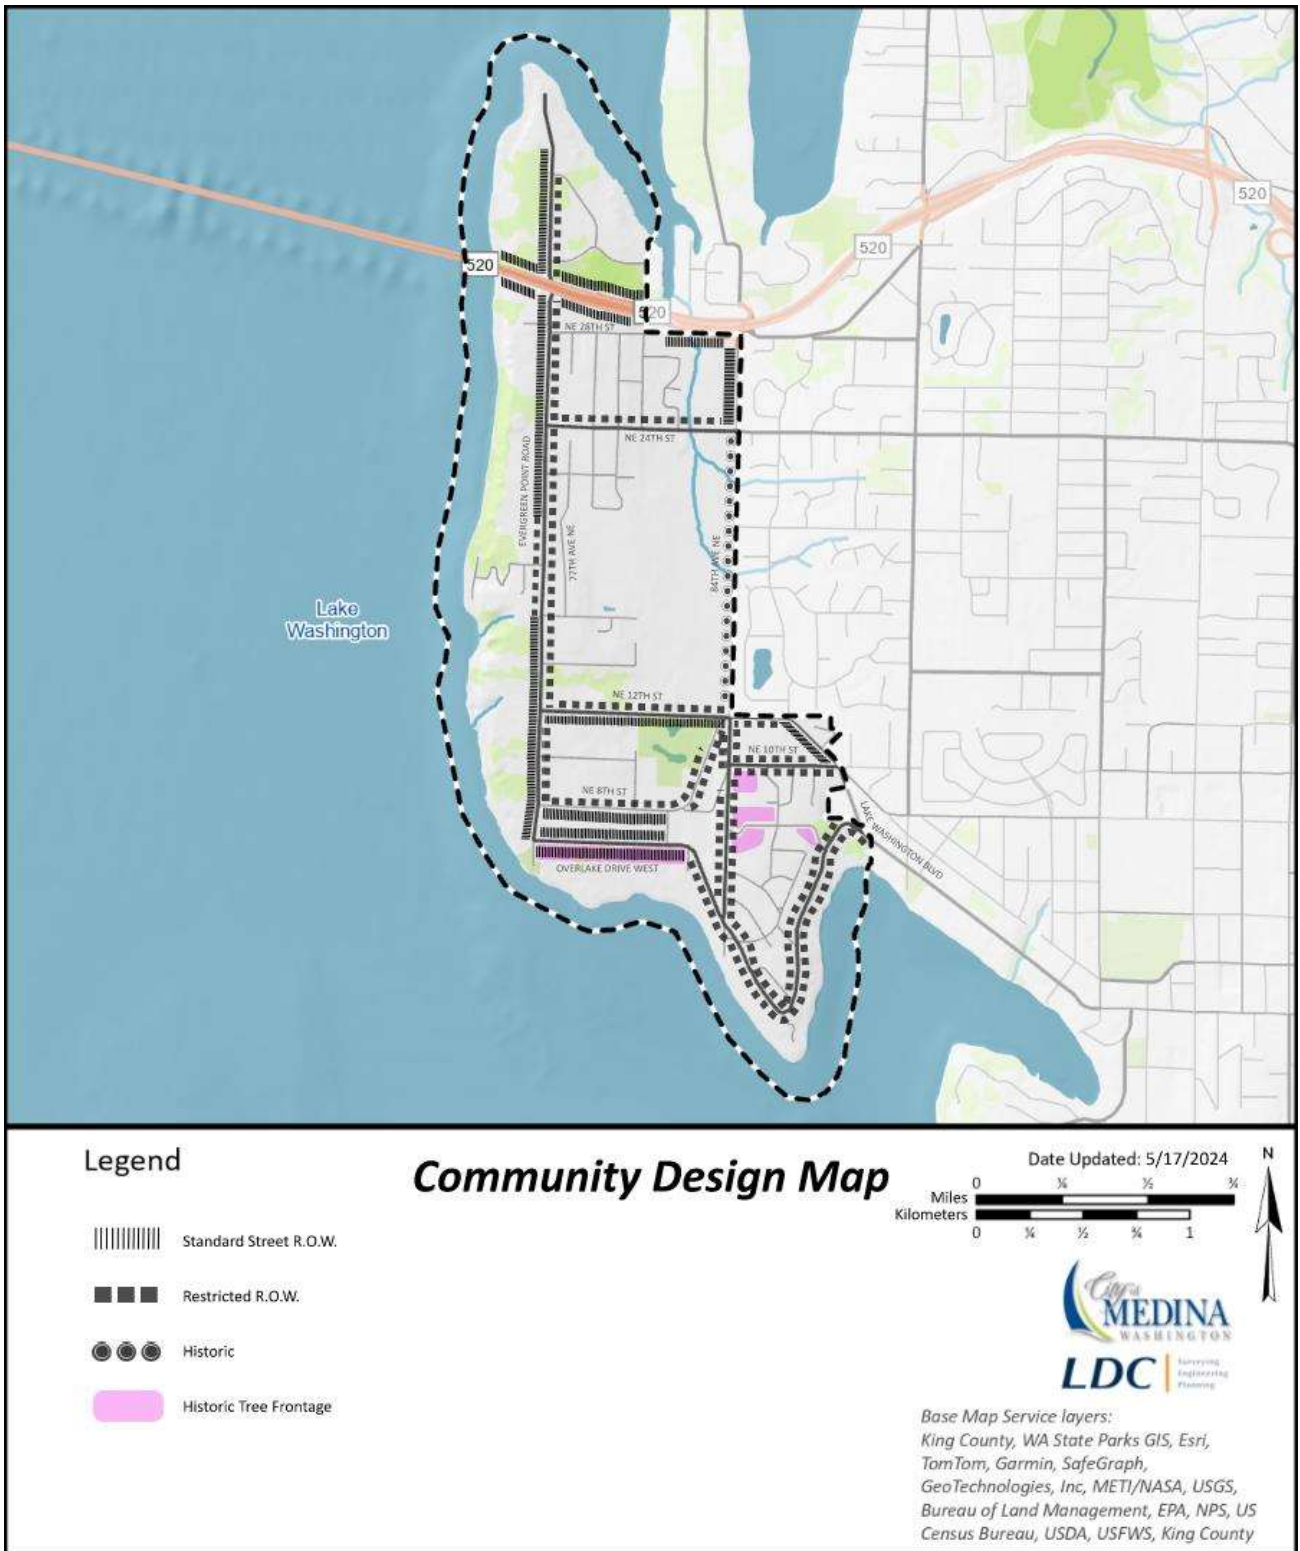 520
520
520
520
NE 28TH ST
NE 24TH ST
EVERGREEN POINT ROAD
77TH AVE NE
84TH AVE NE
Lake
Washington
NE 12TH ST
NE 10TH ST
NE 8TH ST
LAKE WASHINGTON BLVD
OVERLAKE DRIVE WEST
Legend
Standard Street R.O.W.
Restricted R.O.W.
Historic
Historic Tree Frontage
Community Design Map
Date Updated: 5/17/2024
N
0 ¼ ½ ¾
Miles
Kilometers
0 ¼ ½ ¾ 1
City of
MEDINA
WASHINGTON
LDC
Surveying
Engineering
Planning
Base Map Service layers:
King County, WA State Parks GIS, Esri,
TomTom, Garmin, SafeGraph,
GeoTechnologies, Inc, METI/NASA, USGS,
Bureau of Land Management, EPA, NPS, US
Census Bureau, USDA, USFWS, King County